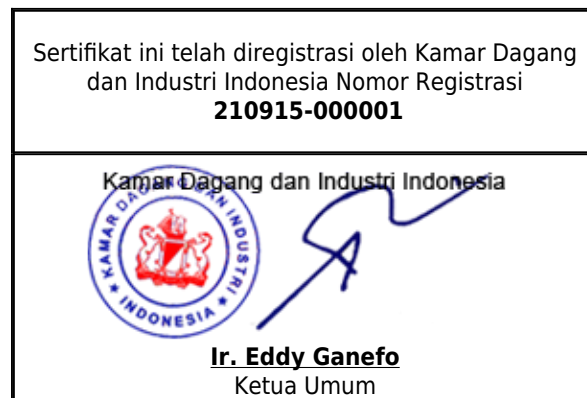 Sertifikat ini telah diregistrasi oleh Kamar Dagang
dan Industri Indonesia Nomor Registrasi
210915-000001
Kamar Dagang dan Industri Indonesia
KAMAR DAGANG DAN INDUSTRI
INDONESIA
Ir. Eddy Ganefo
Ketua Umum